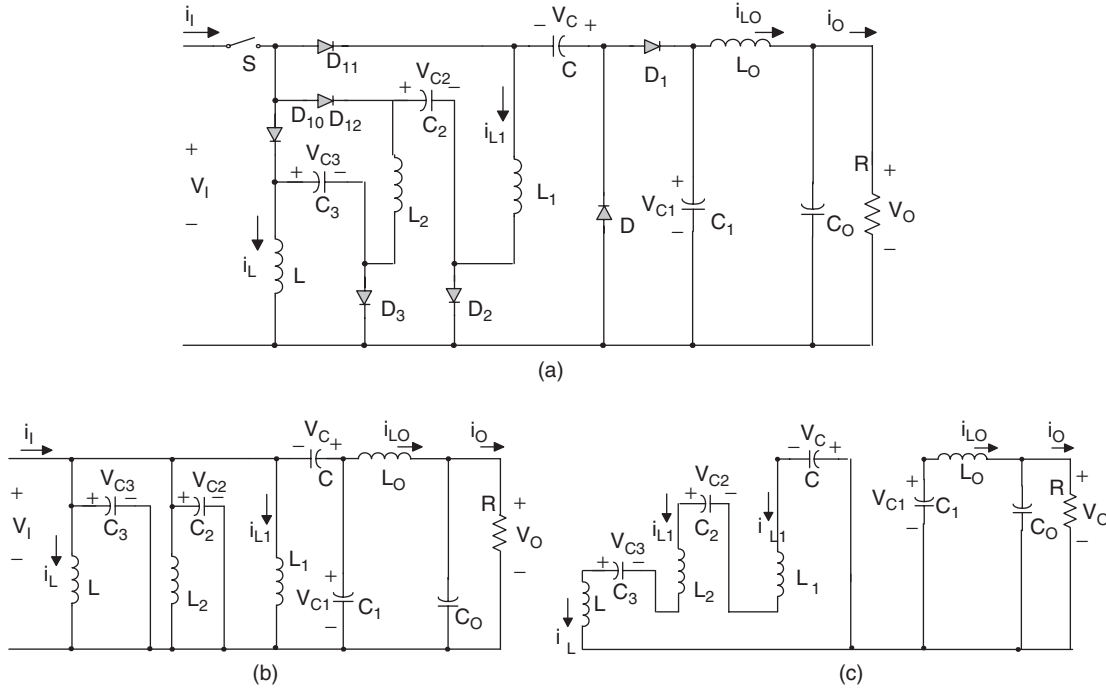 i_I S D_11 V_C − + C D_1 i_LO L_O i_O
D_10 D_12 + V_C2 − C_2 i_L1 L_1
+ V_I − + V_C3 − C_3 L_2 D V_C1 + − C_1 C_O R + V_O −
i_L L D_3 D_2
(a)
i_I V_C − + C i_LO L_O i_O
+ V_I − V_C3 + − C_3 V_C2 + − C_2 i_L1 L_1 R + V_O −
i_L L L_2 V_C1 + − C_1 C_O
(b)
V_C − + C i_LO L_O i_O
V_C2 + − C_2 i_L1 i_L1 V_C1 + − C_1 C_O R + V_O −
V_C3 + − C_3 L_2 L_1
i_L L
(c)